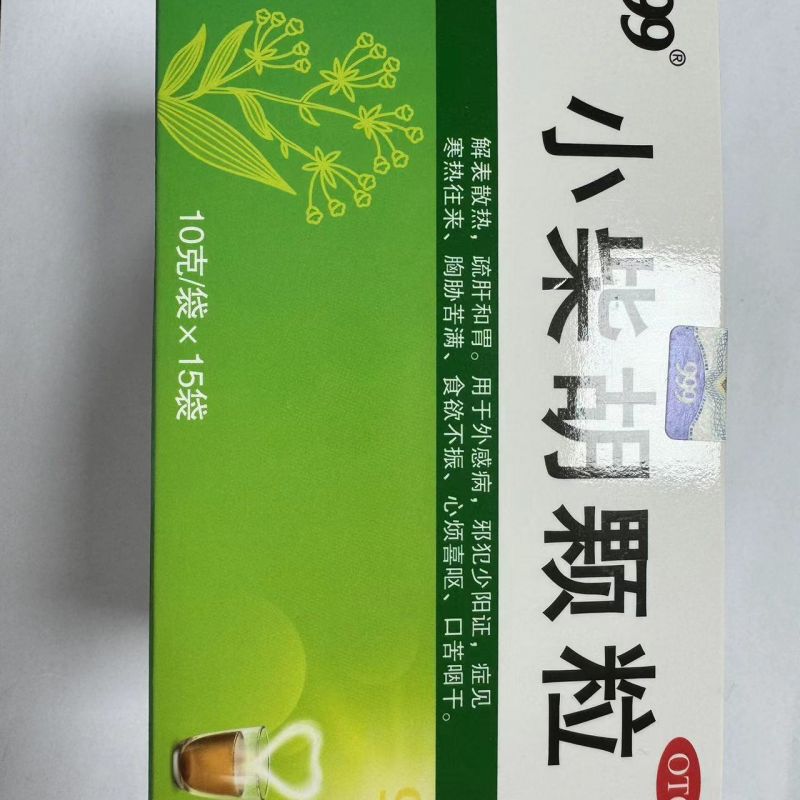 999®
小柴胡颗粒
OTC
解表散热，疏肝和胃。用于外感病，邪犯少阳证，症见
寒热往来、胸胁苦满、食欲不振、心烦喜呕、口苦咽干。
10克/袋×15袋
999